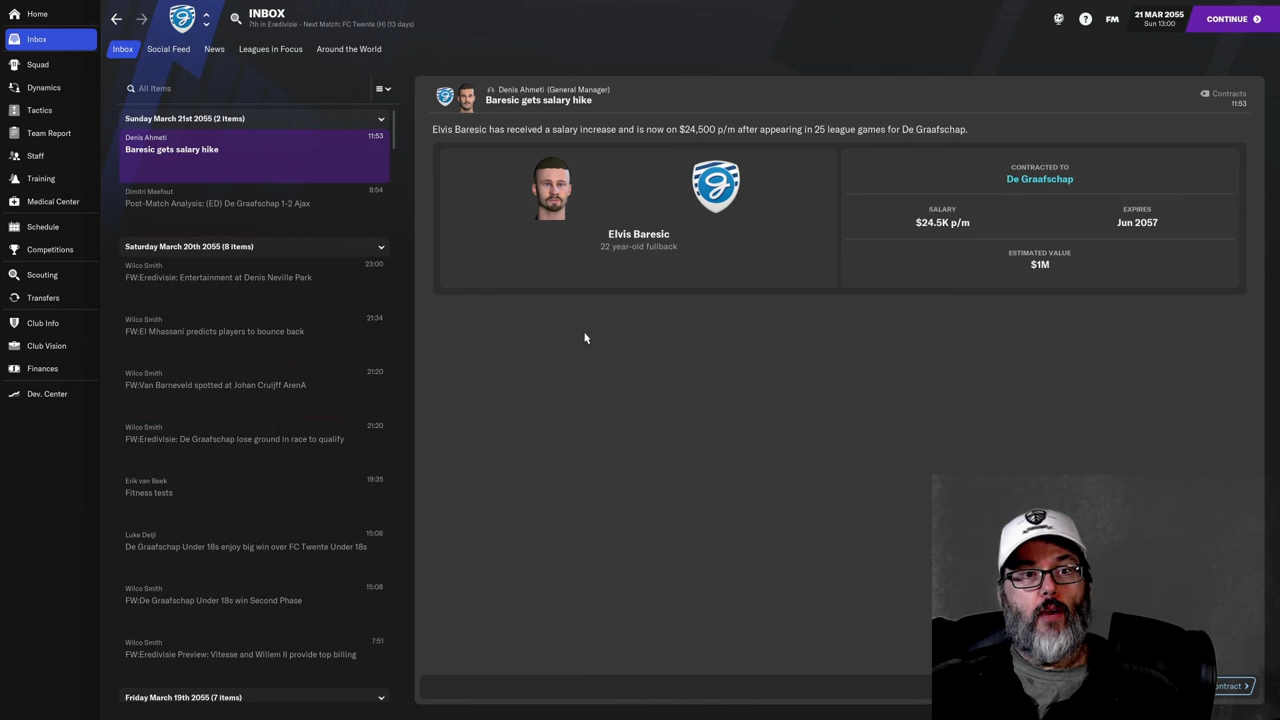 INBOX
7th in Eredivisie - Next Match: FC Twente (H) (13 days)
FM
21 MAR 2055
Sun 13:00
CONTINUE
Home
Inbox
Squad
Dynamics
Tactics
Team Report
Staff
Training
Medical Center
Schedule
Competitions
Scouting
Transfers
Club Info
Club Vision
Finances
Dev. Center
Inbox
Social Feed
News
Leagues in Focus
Around the World
All Items
Sunday March 21st 2055 (2 items)
Denis Ahmeti 11:53
Baresic gets salary hike
Dimitri Meefout 8:54
Post-Match Analysis: (ED) De Graafschap 1-2 Ajax
Saturday March 20th 2055 (8 items)
Wilco Smith 23:00
FW:Eredivisie: Entertainment at Denis Neville Park
Wilco Smith 21:34
FW:El Mhassani predicts players to bounce back
Wilco Smith 21:20
FW:Van Barneveld spotted at Johan Cruijff ArenA
Wilco Smith 21:20
FW:Eredivisie: De Graafschap lose ground in race to qualify
Erik van Beek 19:35
Fitness tests
Luke Deijl 15:08
De Graafschap Under 18s enjoy big win over FC Twente Under 18s
Wilco Smith 15:08
FW:De Graafschap Under 18s win Second Phase
Wilco Smith 7:51
FW:Eredivisie Preview: Vitesse and Willem II provide top billing
Friday March 19th 2055 (7 items)
Denis Ahmeti (General Manager)
Baresic gets salary hike
Contracts
11:53
Elvis Baresic has received a salary increase and is now on $24,500 p/m after appearing in 25 league games for De Graafschap.
Elvis Baresic
22 year-old fullback
CONTRACTED TO
De Graafschap
SALARY
$24.5K p/m
EXPIRES
Jun 2057
ESTIMATED VALUE
$1M